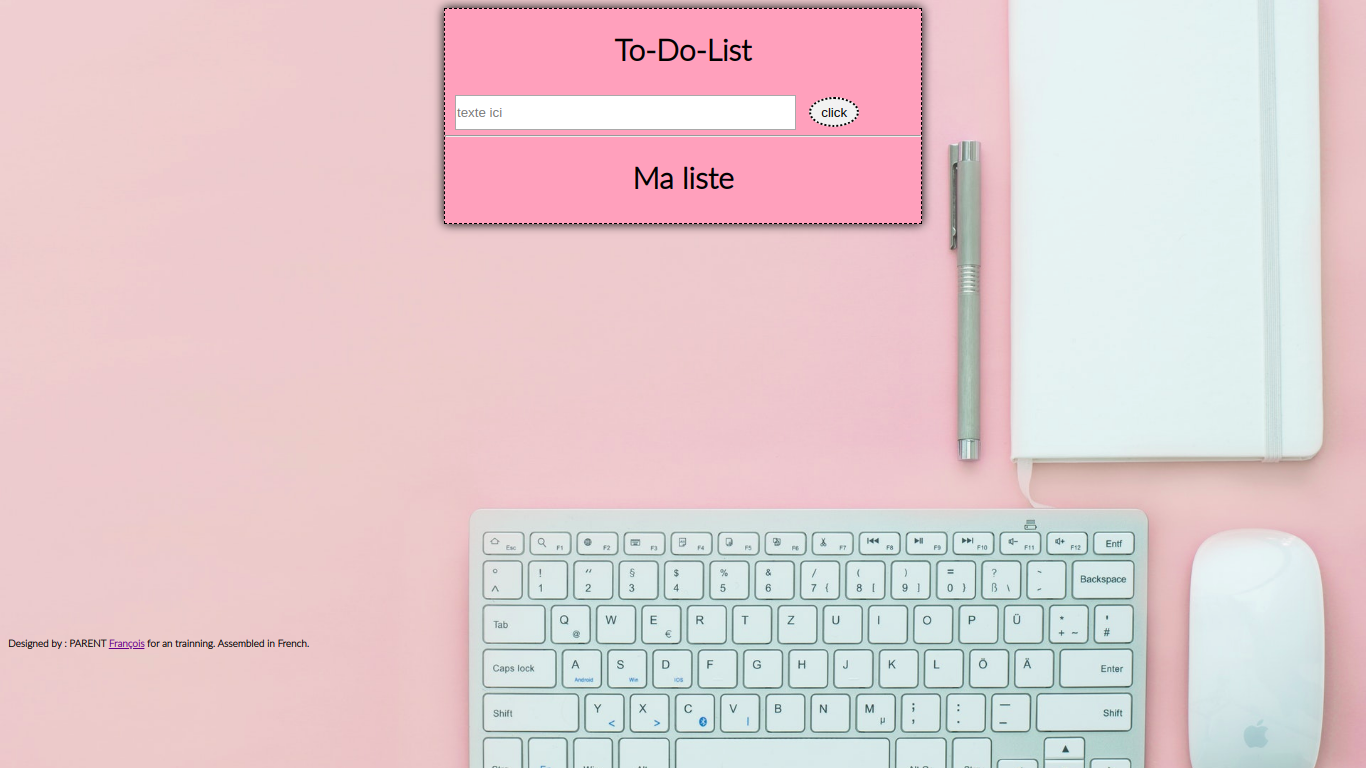 To-Do-List
texte ici
click
Ma liste
Esc F1 F2 F3 F4 F5 F6 F7 F8 F9 F10 F11 F12 Entf
° ! " § $ % & / ( ) = ? ` Backspace
^ 1 2 3 4 5 6 7 { 8 [ 9 ] 0 } ß \
Tab Q @ W E € R T Z U I O P Ü * + ~ ' #
Designed by : PARENT François for an trainning. Assembled in French.
Caps lock A S D F G H J K L Ö Ä Enter
Android Win iOS
Shift Y < X > C V B N M µ ; , : . — _ Shift